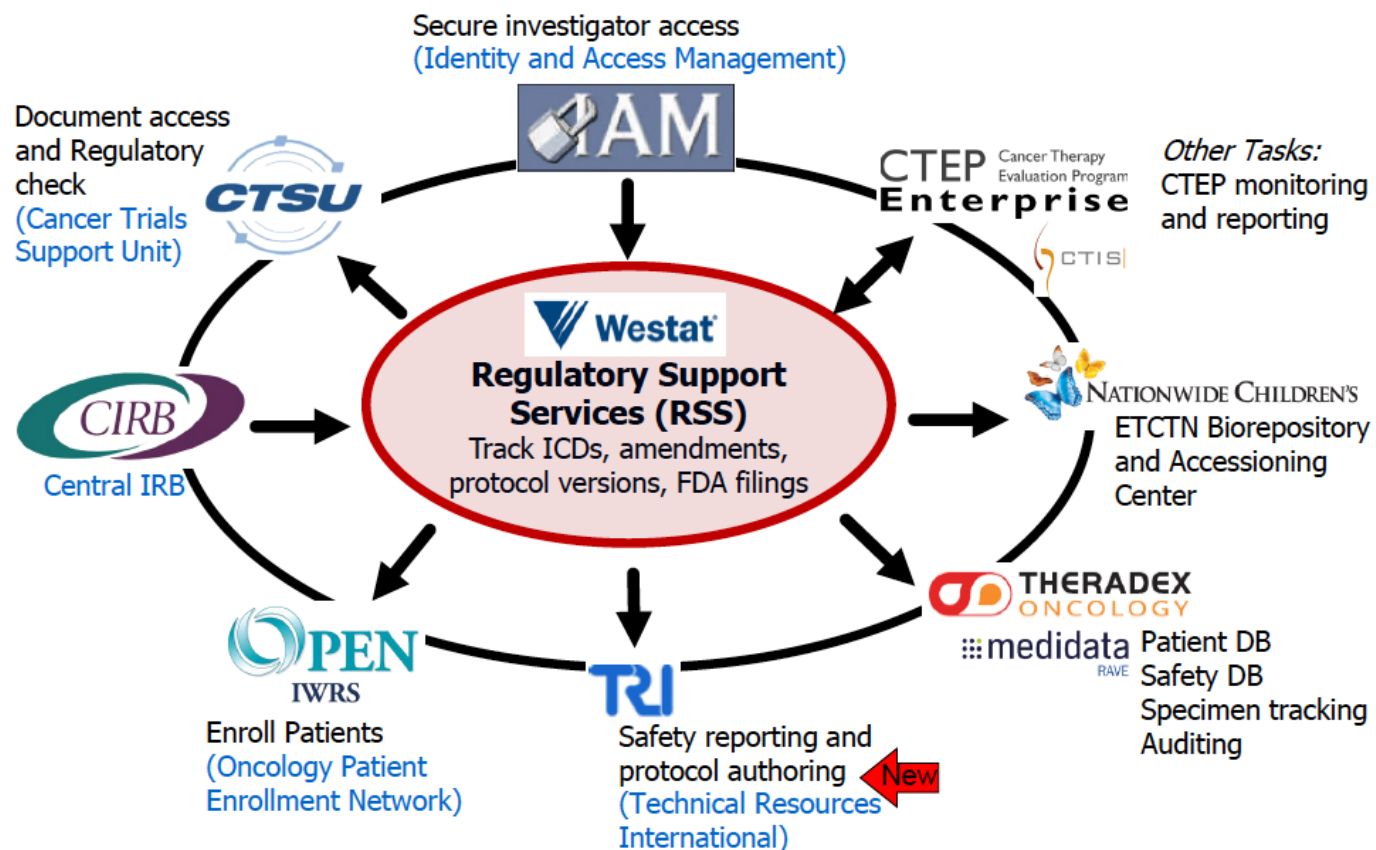 Secure investigator access
(Identity and Access Management)
IAM
Document access
and Regulatory
check
(Cancer Trials
Support Unit)
CTSU
CTEP Cancer Therapy
Evaluation Program
Enterprise
CTIS
Other Tasks:
CTEP monitoring
and reporting
Westat
Regulatory Support
Services (RSS)
Track ICDs, amendments,
protocol versions, FDA filings
CIRB
Central IRB
NATIONWIDE CHILDREN'S
ETCTN Biorepository
and Accessioning
Center
THERADEX
ONCOLOGY
medidata
RAVE
Patient DB
Safety DB
Specimen tracking
Auditing
OPEN
IWRS
Enroll Patients
(Oncology Patient
Enrollment Network)
TRI
Safety reporting and
protocol authoring
New
(Technical Resources
International)